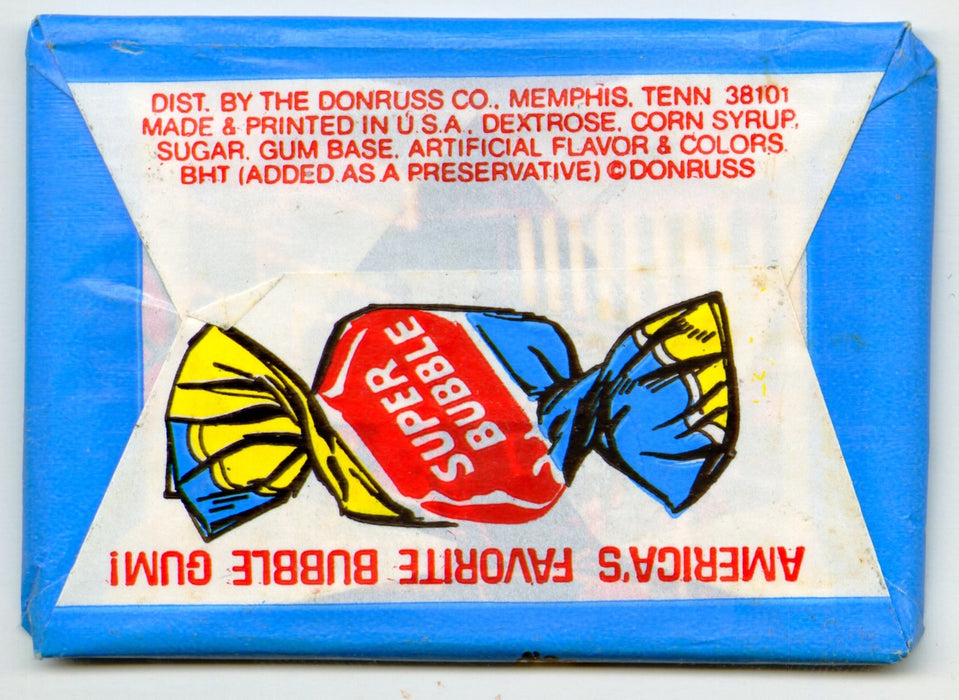 DIST. BY THE DONRUSS CO., MEMPHIS, TENN 38101
MADE & PRINTED IN U.S.A. DEXTROSE, CORN SYRUP,
SUGAR, GUM BASE, ARTIFICIAL FLAVOR & COLORS.
BHT (ADDED AS A PRESERVATIVE) © DONRUSS
SUPER
BUBBLE
AMERICA'S FAVORITE BUBBLE GUM!